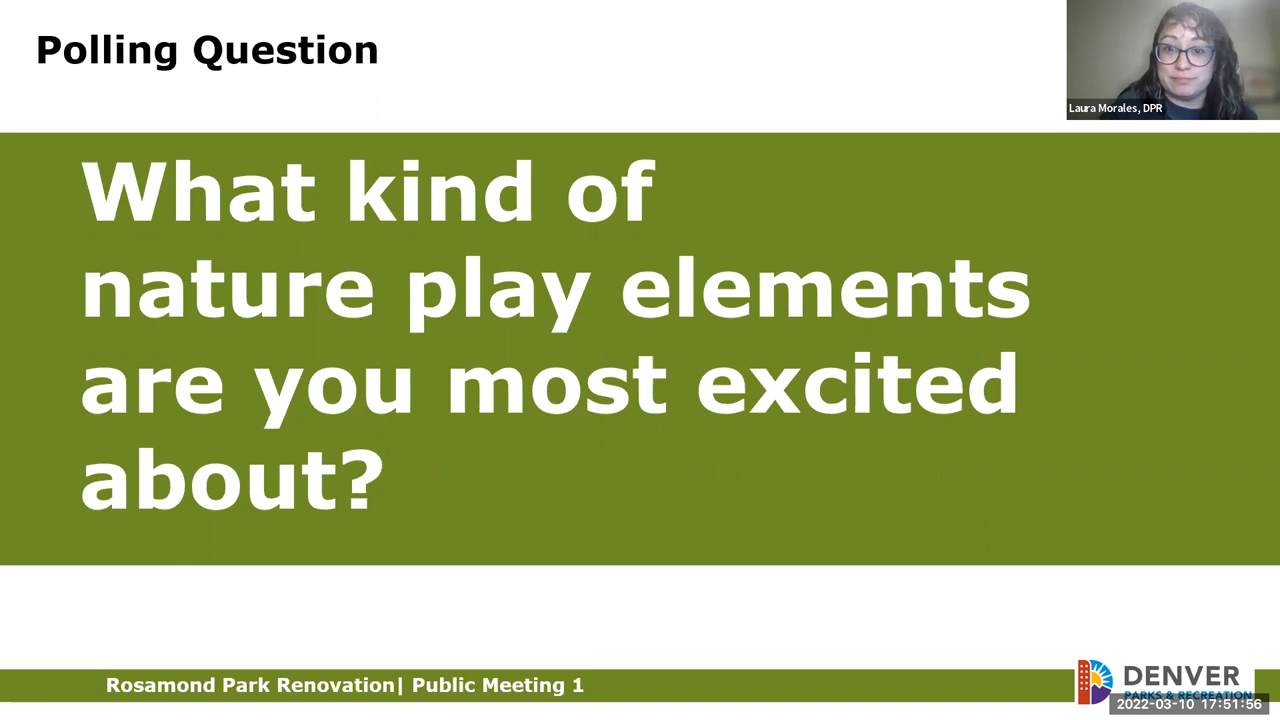 Polling Question
Laura Morales, DPR
What kind of
nature play elements
are you most excited
about?
Rosamond Park Renovation| Public Meeting 1
DENVER
PARKS & RECREATION
2022-03-10 17:51:56